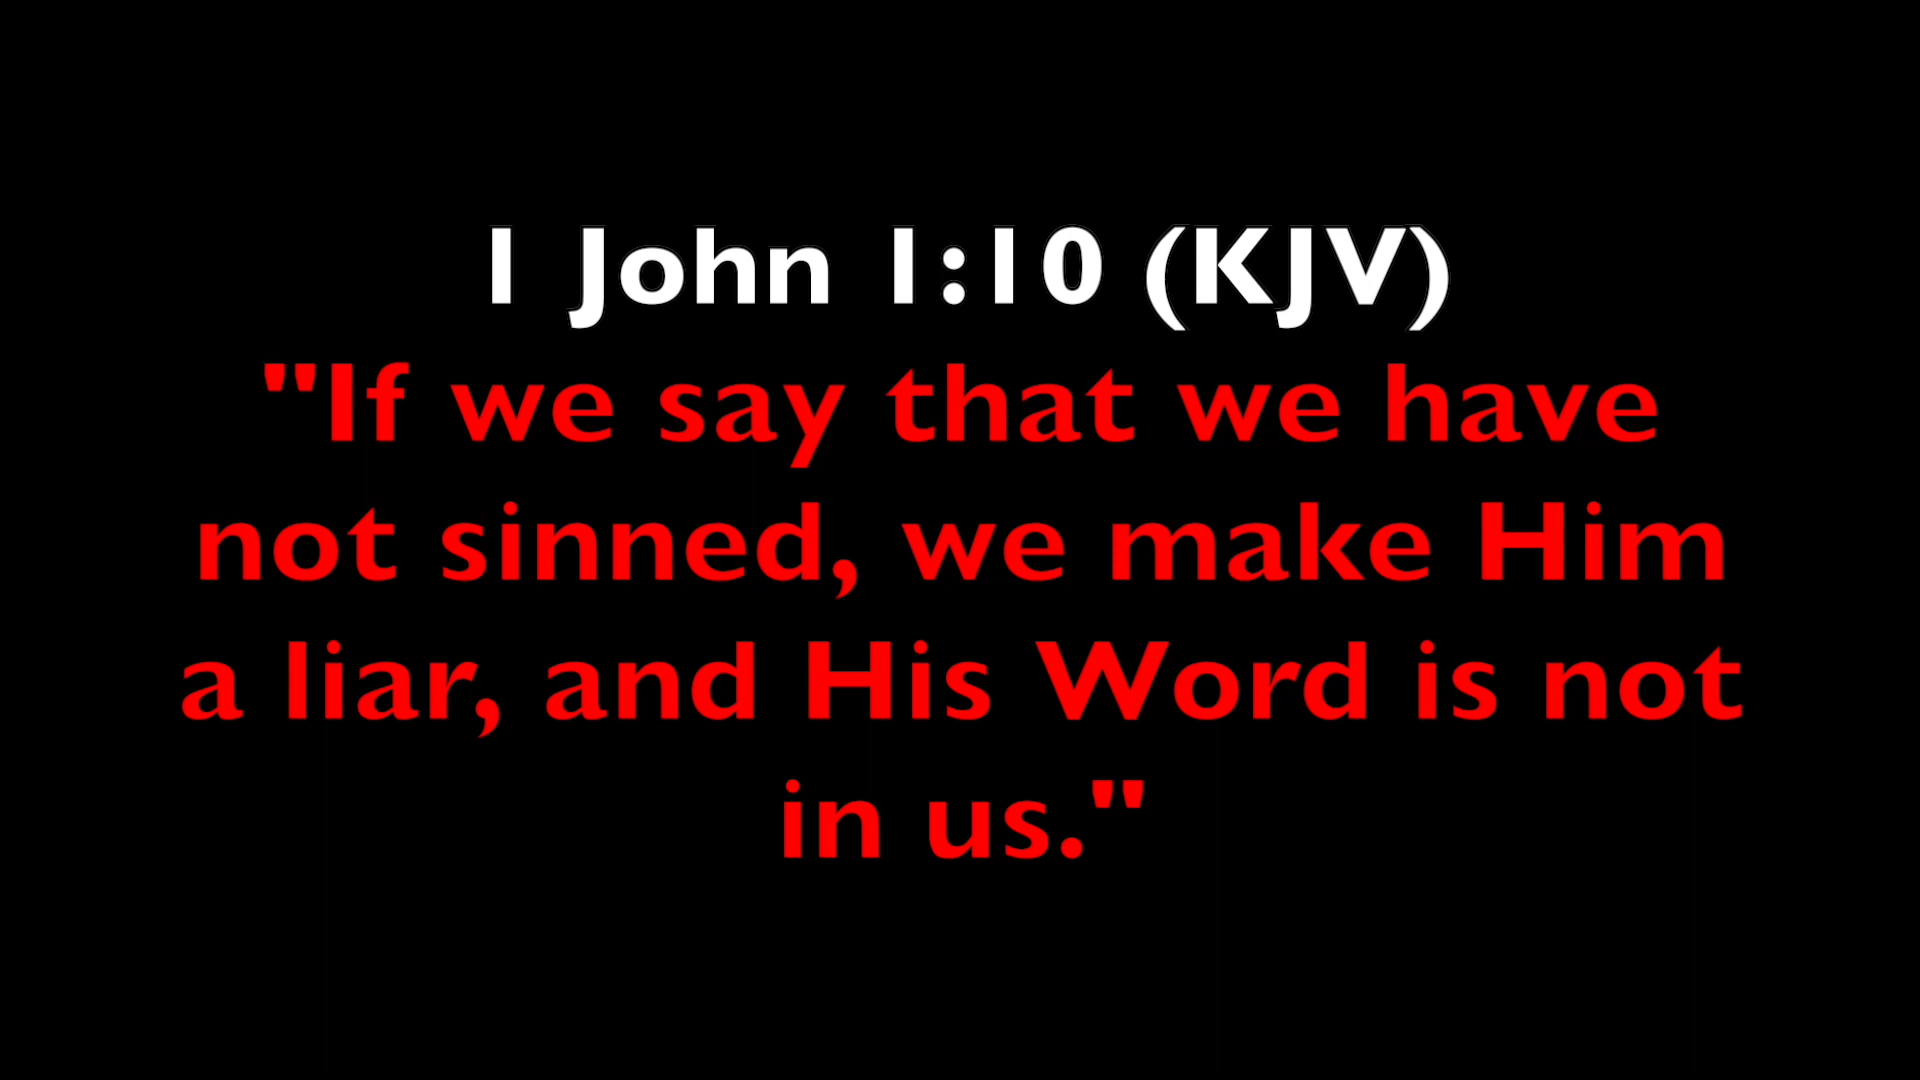 1 John 1:10 (KJV)
"If we say that we have
not sinned, we make Him
a liar, and His Word is not
in us."